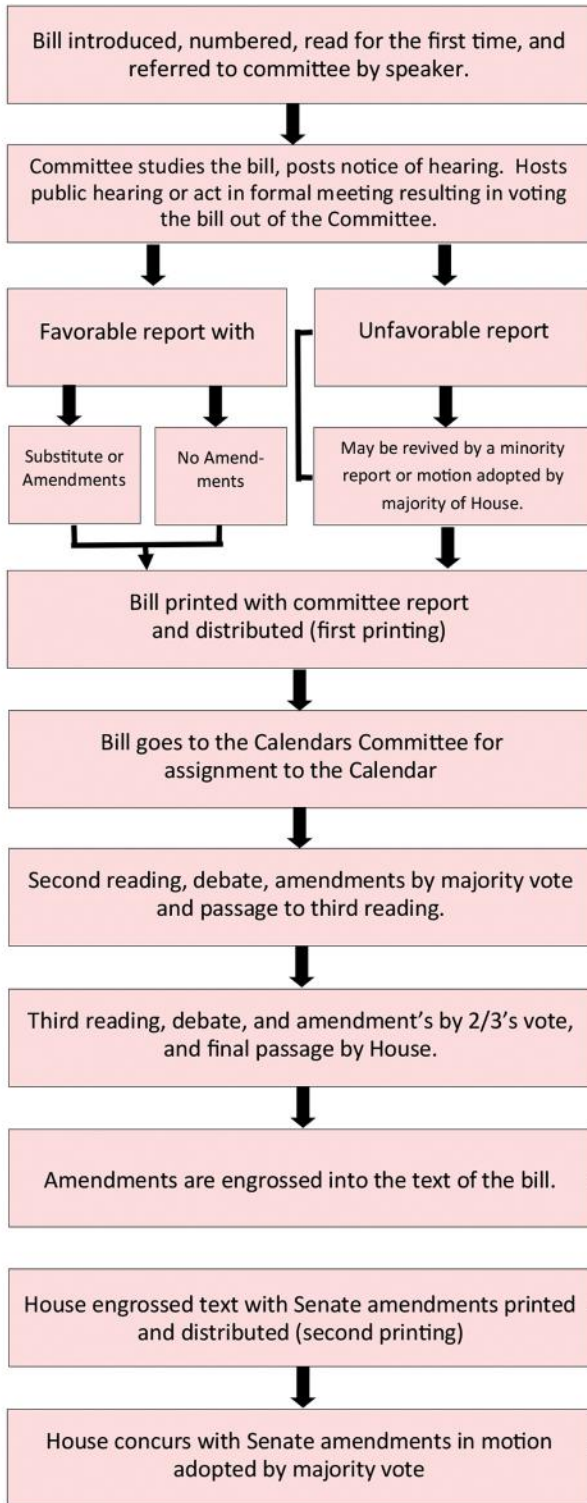 Bill introduced, numbered, read for the first time, and
referred to committee by speaker.
Committee studies the bill, posts notice of hearing. Hosts
public hearing or act in formal meeting resulting in voting
the bill out of the Committee.
Favorable report with
Unfavorable report
Substitute or
Amendments
No Amend-
ments
May be revived by a minority
report or motion adopted by
majority of House.
Bill printed with committee report
and distributed (first printing)
Bill goes to the Calendars Committee for
assignment to the Calendar
Second reading, debate, amendments by majority vote
and passage to third reading.
Third reading, debate, and amendment’s by 2/3’s vote,
and final passage by House.
Amendments are engrossed into the text of the bill.
House engrossed text with Senate amendments printed
and distributed (second printing)
House concurs with Senate amendments in motion
adopted by majority vote